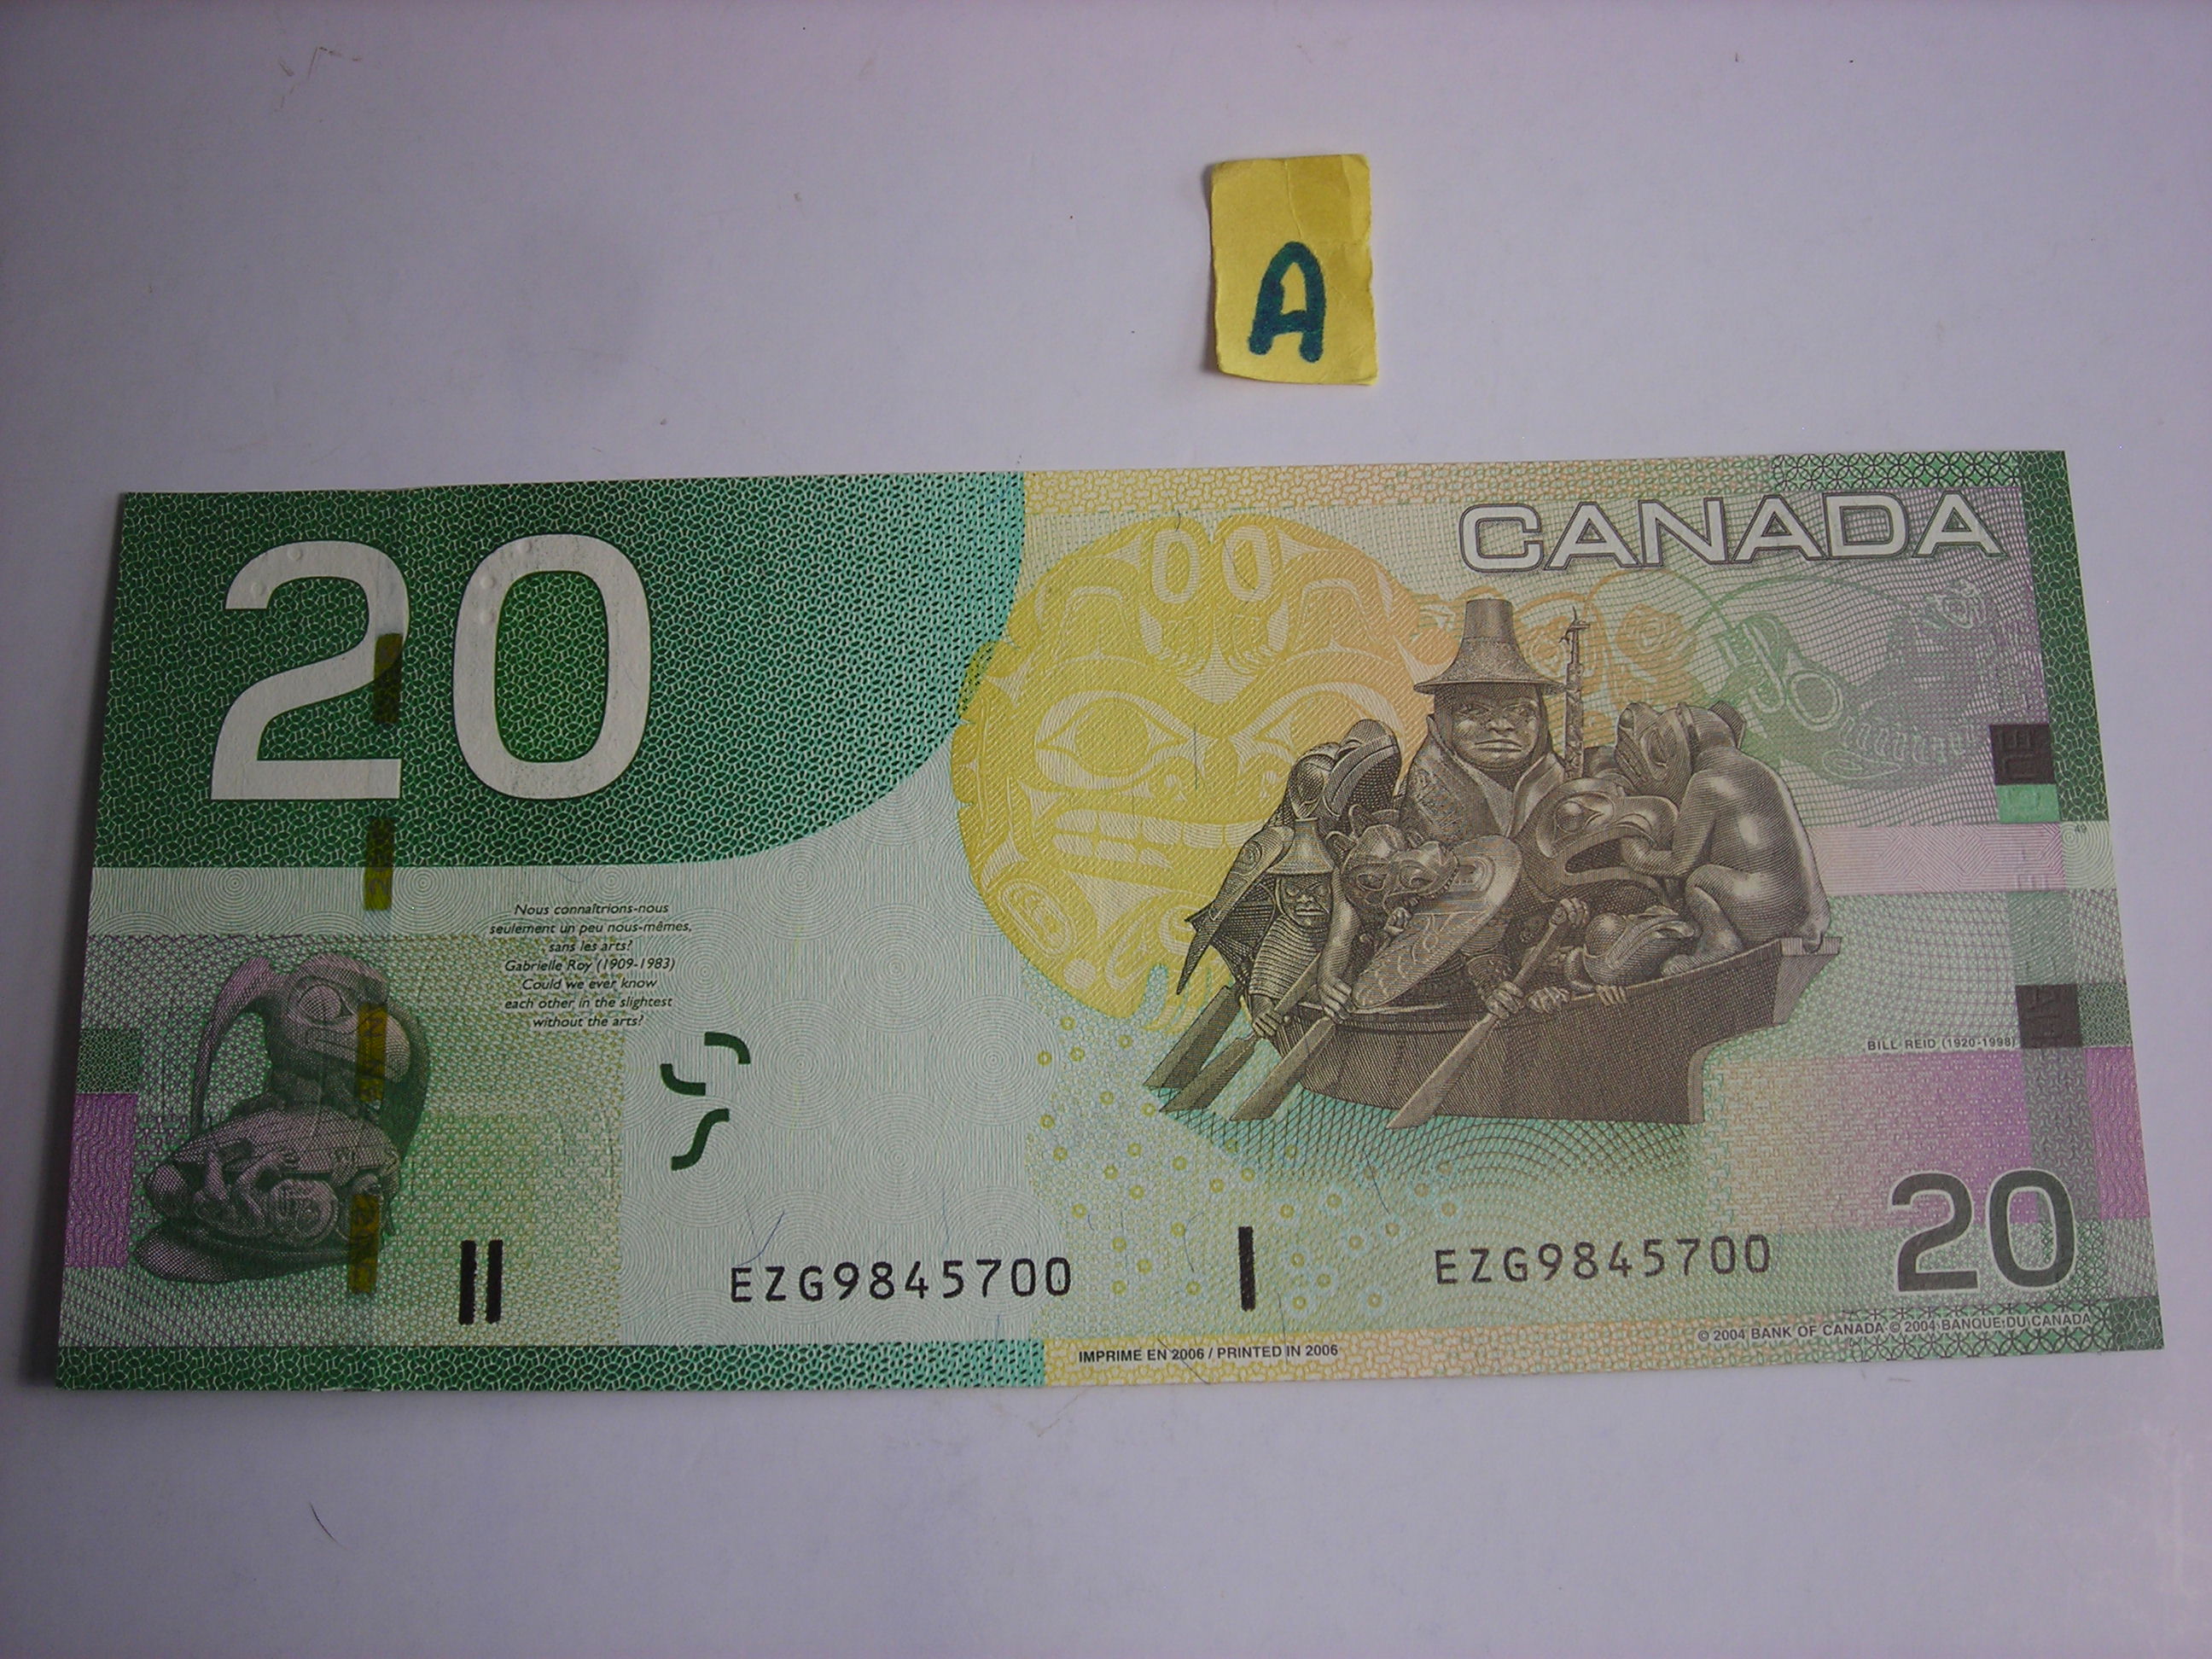 A
20
CANADA
Nous connaîtrions-nous
seulement un peu nous-mêmes,
sans les arts?
Gabrielle Roy (1909-1983)
Could we ever know
each other in the slightest
without the arts?
BILL REID (1920-1998)
EZG9845700
EZG9845700
20
© 2004 BANK OF CANADA © 2004 BANQUE DU CANADA
IMPRIME EN 2006 / PRINTED IN 2006